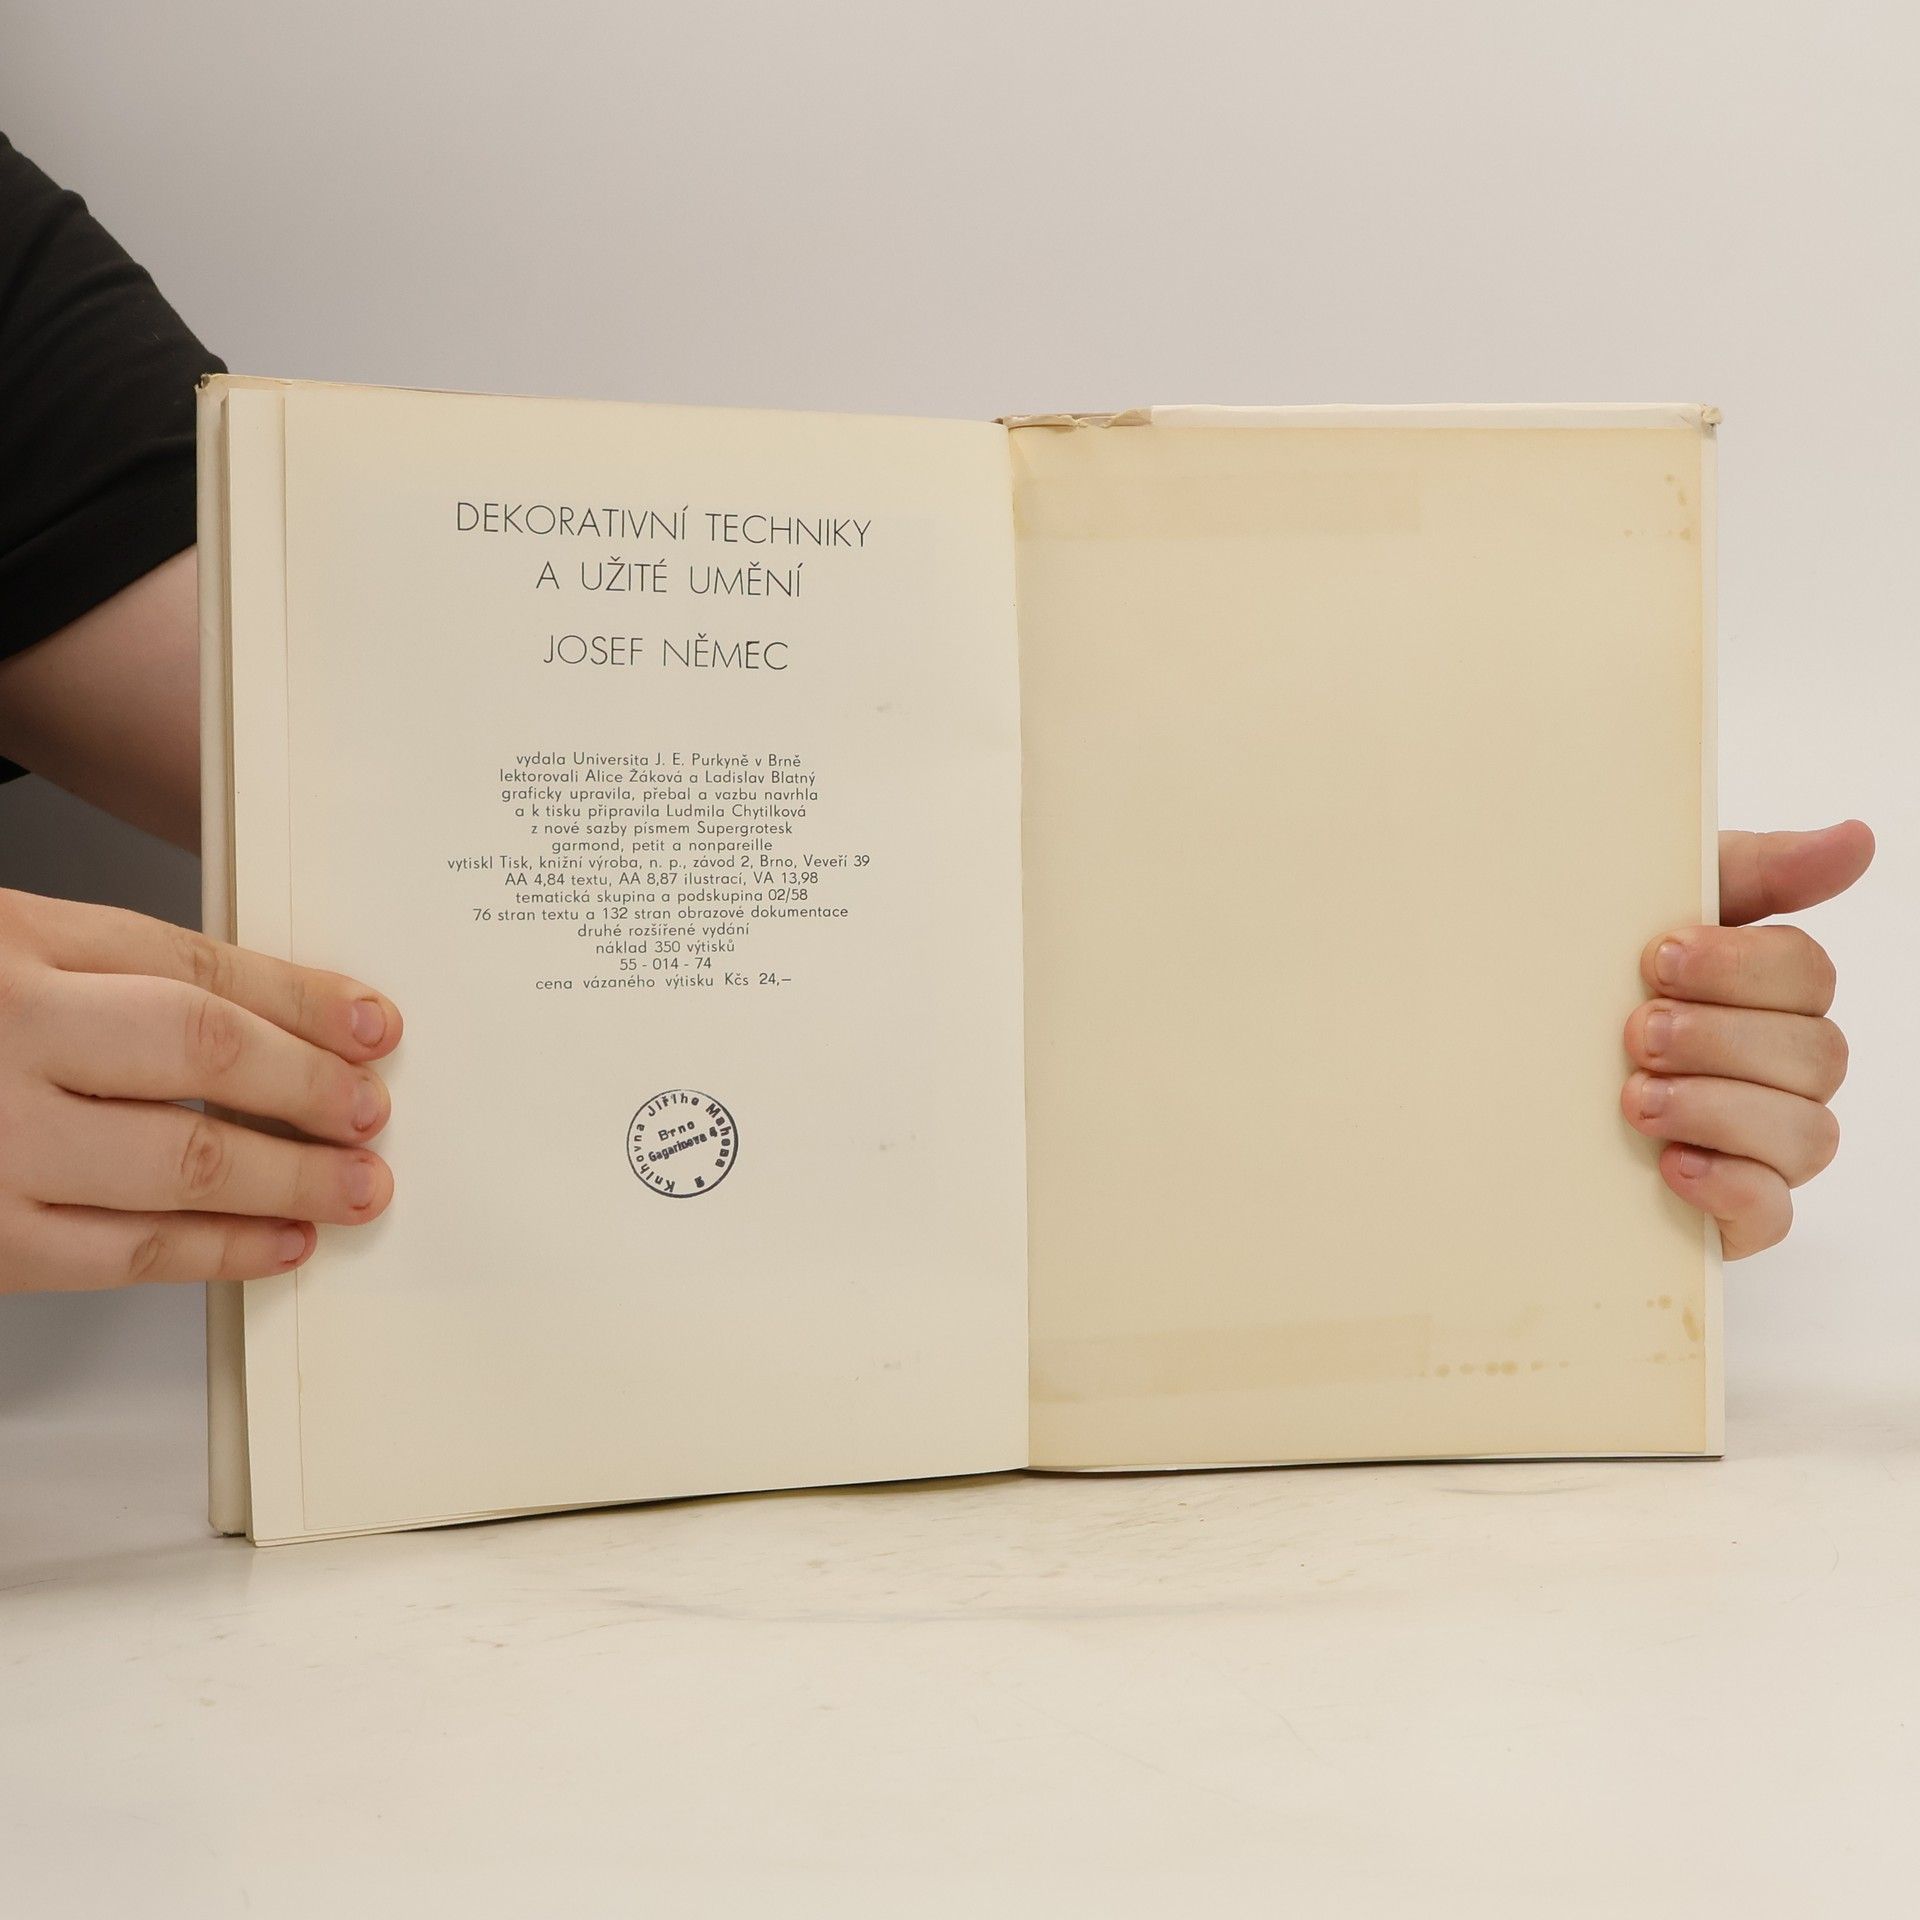 DEKORATIVNÍ TECHNIKY
A UŽITÉ UMĚNÍ
JOSEF NĚMEC
vydala Universita J. E. Purkyně v Brně
lektorovali Alice Žáková a Ladislav Blatný
graficky upravila, přebal a vazbu navrhla
a k tisku připravila Ludmila Chytilková
z nové sazby písmem Supergrotesk
garmond, petit a nonpareille
vytiskl Tisk, knižní výroba, n. p., závod 2, Brno, Veveří 39
AA 4,84 textu, AA 8,87 ilustrací, VA 13,98
tematická skupina a podskupina 02/58
76 stran textu a 132 stran obrazové dokumentace
druhé rozšířené vydání
náklad 350 výtisků
55 - 014 - 74
cena vázaného výtisku Kčs 24,–
Knihovna Jiřího Mahena
Brno
Gagarinova 4